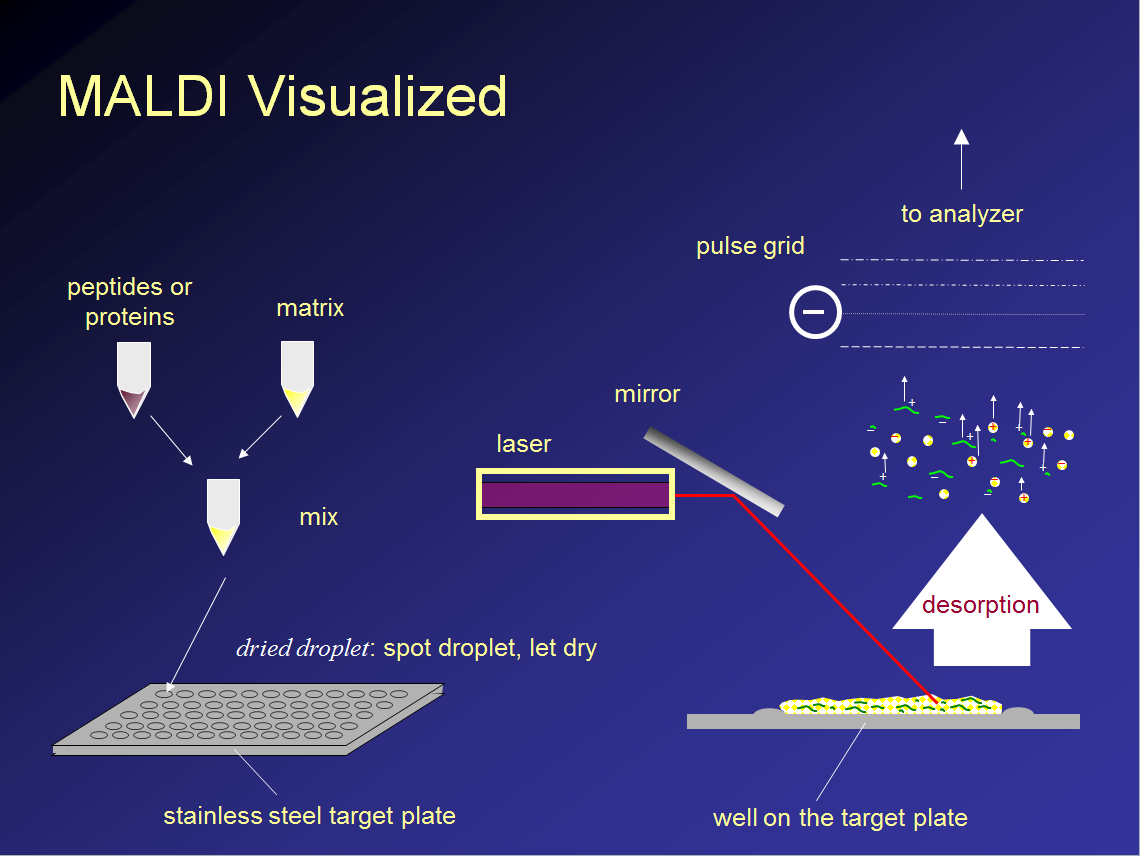 MALDI Visualized
to analyzer
pulse grid
peptides or
proteins
matrix
mirror
laser
mix
desorption
dried droplet: spot droplet, let dry
stainless steel target plate
well on the target plate